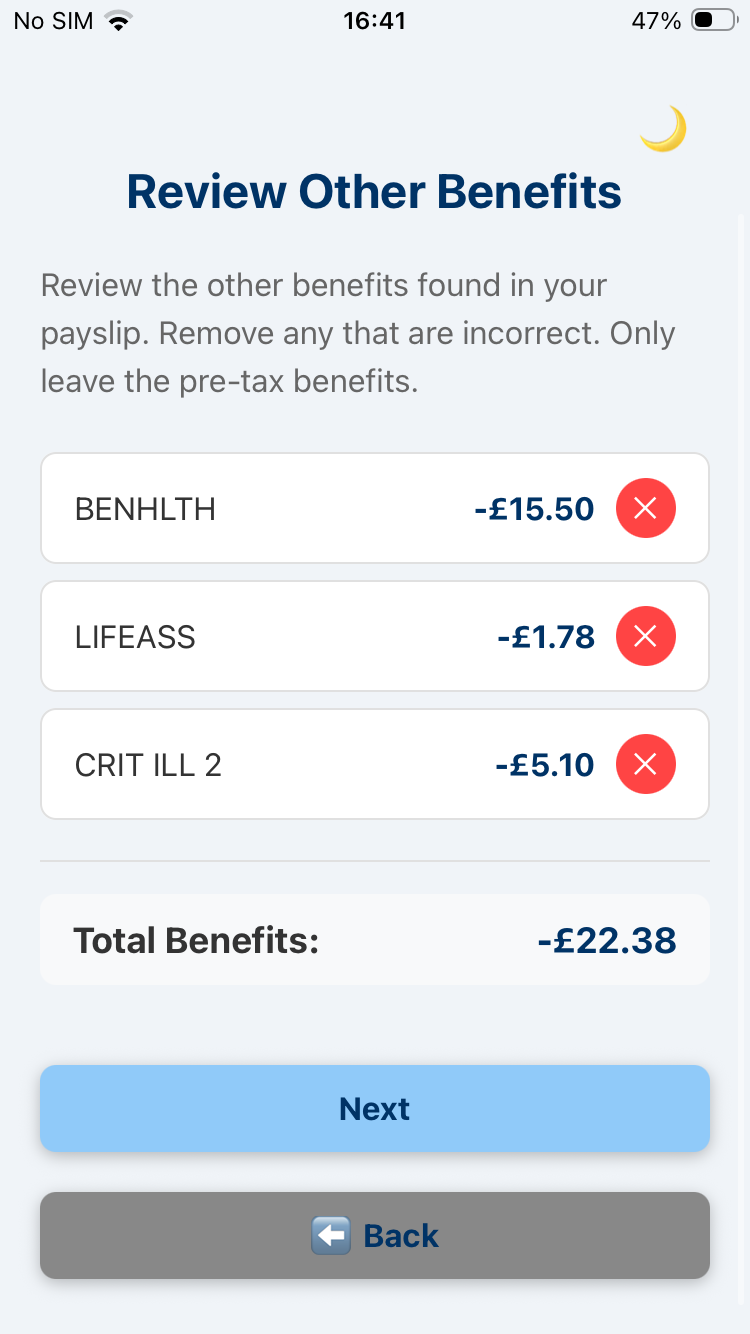 No SIM 16:41 47%
Review Other Benefits
Review the other benefits found in your
payslip. Remove any that are incorrect. Only
leave the pre-tax benefits.
BENHLTH -£15.50
LIFEASS -£1.78
CRIT ILL 2 -£5.10
Total Benefits: -£22.38
Next
Back